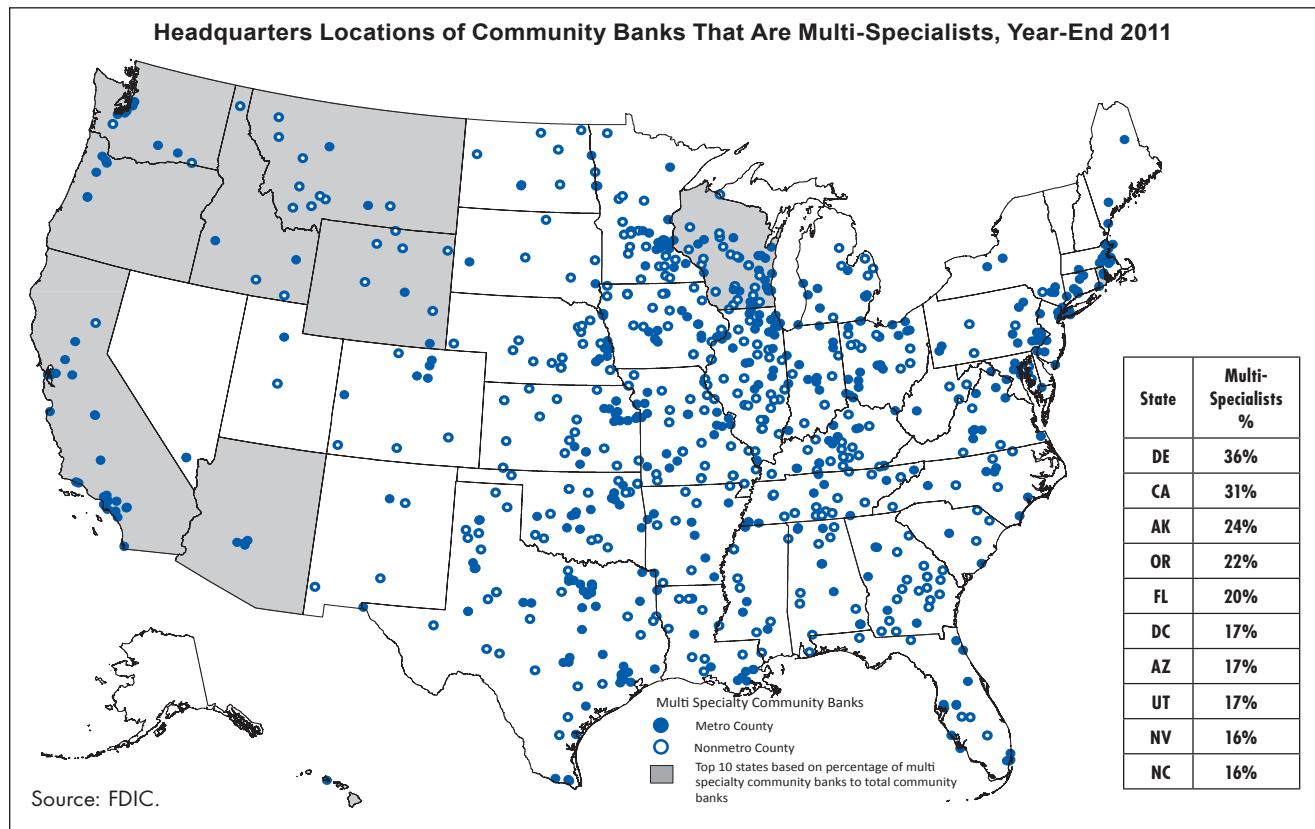 Headquarters Locations of Community Banks That Are Multi-Specialists, Year-End 2011
State
Multi-
Specialists
%
DE 36%
CA 31%
AK 24%
OR 22%
FL 20%
DC 17%
AZ 17%
UT 17%
NV 16%
NC 16%
Multi Specialty Community Banks
Metro County
Nonmetro County
Top 10 states based on percentage of multi
specialty community banks to total community
banks
Source: FDIC.